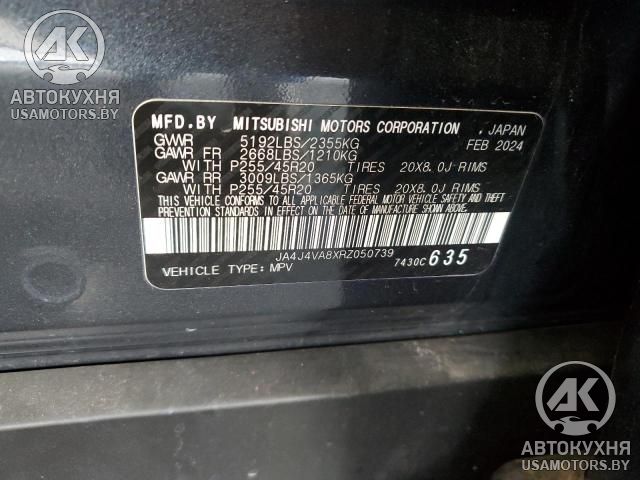 AK
АВТОКУХНЯ
USAMOTORS.BY
MFD.BY MITSUBISHI MOTORS CORPORATION , JAPAN
GVWR 5192LBS/2355KG FEB 2024
GAWR FR 2668LBS/1210KG
WITH P255/45R20 TIRES 20X8.0J RIMS
GAWR RR 3009LBS/1365KG
WITH P255/45R20 TIRES 20X8.0J RIMS
THIS VEHICLE CONFORMS TO ALL APPLICABLE FEDERAL MOTOR VEHICLE SAFETY AND THEFT
PREVENTION STANDARDS IN EFFECT ON THE DATE OF MANUFACTURE SHOWN ABOVE.
JA4J4VA8XRZ050739
VEHICLE TYPE: MPV 7430C 635
AK
АВТОКУХНЯ
USAMOTORS.BY